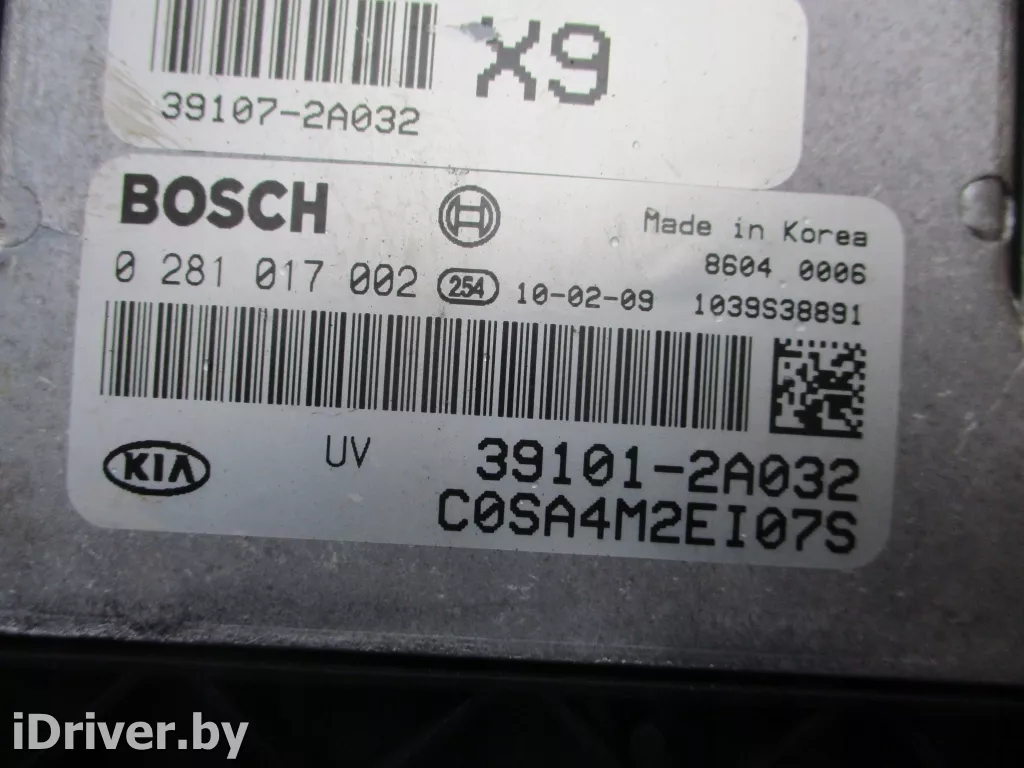 X9
39107-2A032
BOSCH
Made in Korea
8604 0006
0 281 017 002 254 10-02-09 1039S38891
KIA UV 39101-2A032
C0SA4M2EI07S
iDriver.by